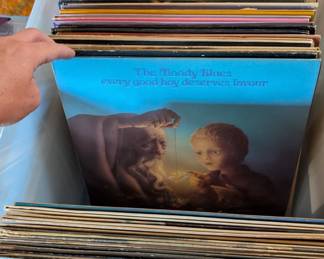 The Moody Blues
every good boy deserves favour